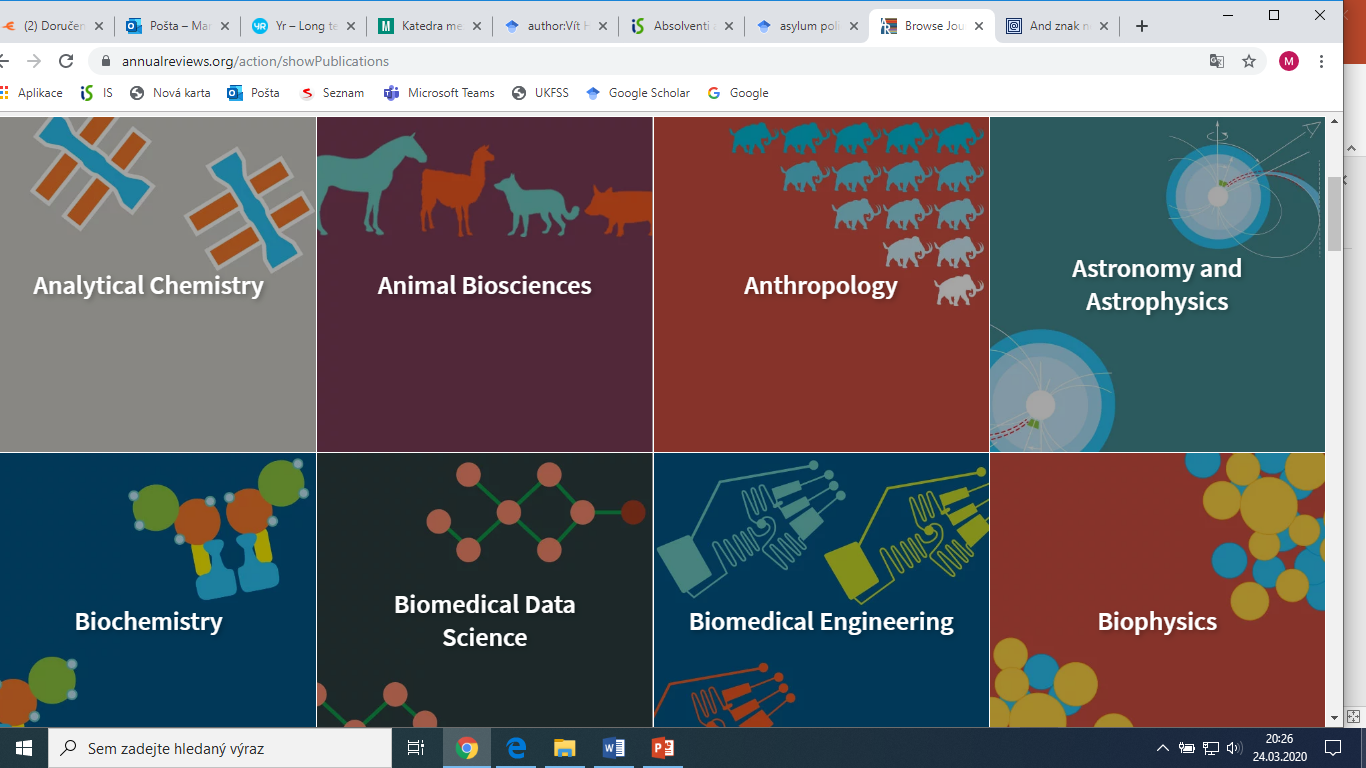 (2) Doručen
Pošta – Mar
Yr – Long te
Katedra me
author:Vít H
Absolventi a
asylum poli
Browse Jou
And znak n
annualreviews.org/action/showPublications
M
Aplikace
IS
Nová karta
Pošta
Seznam
Microsoft Teams
UKFSS
Google Scholar
Google
Analytical Chemistry
Animal Biosciences
Anthropology
Astronomy and
Astrophysics
Biochemistry
Biomedical Data
Science
Biomedical Engineering
Biophysics
Sem zadejte hledaný výraz
20:26
24.03.2020